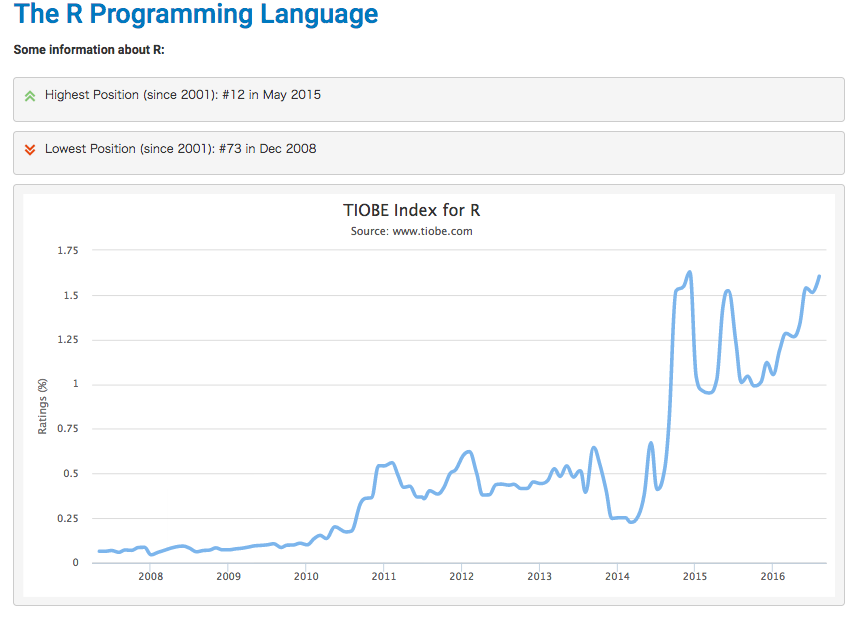 The R Programming Language
Some information about R:
Highest Position (since 2001): #12 in May 2015
Lowest Position (since 2001): #73 in Dec 2008
TIOBE Index for R
Source: www.tiobe.com
1.75
1.5
1.25
1
0.75
0.5
0.25
0
Ratings (%)
2008 2009 2010 2011 2012 2013 2014 2015 2016